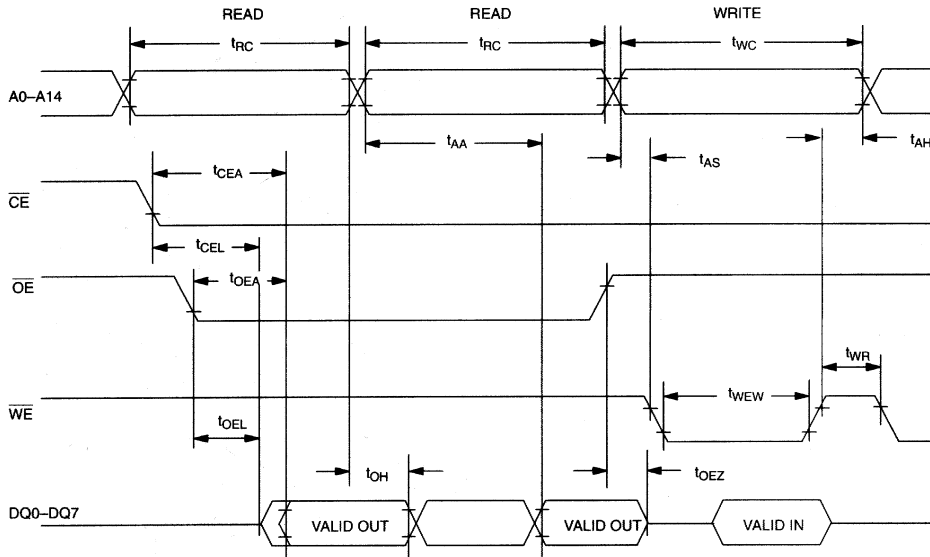 READ READ WRITE
tRC tRC tWC
A0–A14
tAA tAS tAH
tCEA
CE
tCEL
OE
tOEA
tWR
WE
tWEW
tOEL
tOH tOEZ
DQ0–DQ7 VALID OUT VALID OUT VALID IN